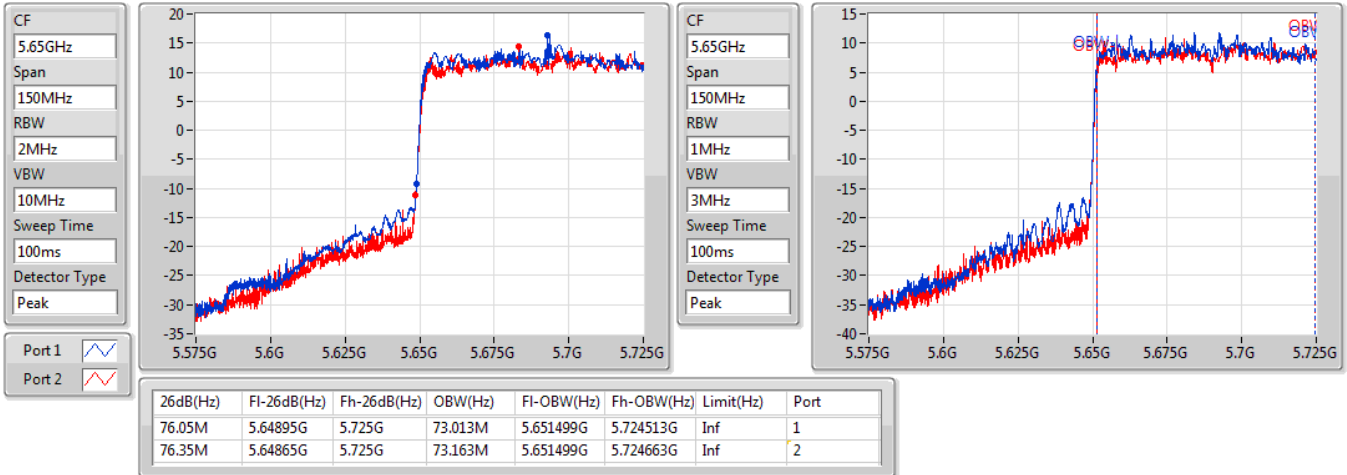 CF
5.65GHz
Span
150MHz
RBW
2MHz
VBW
10MHz
Sweep Time
100ms
Detector Type
Peak
Port 1
Port 2
20
15
10
5
0
-5
-10
-15
-20
-25
-30
-35
5.575G 5.6G 5.625G 5.65G 5.675G 5.7G 5.725G
CF
5.65GHz
Span
150MHz
RBW
1MHz
VBW
3MHz
Sweep Time
100ms
Detector Type
Peak
15
10
5
0
-5
-10
-15
-20
-25
-30
-35
-40
OBW
OBW
5.575G 5.6G 5.625G 5.65G 5.675G 5.7G 5.725G
26dB(Hz) Fl-26dB(Hz) Fh-26dB(Hz) OBW(Hz) Fl-OBW(Hz) Fh-OBW(Hz) Limit(Hz) Port
76.05M 5.64895G 5.725G 73.013M 5.651499G 5.724513G Inf 1
76.35M 5.64865G 5.725G 73.163M 5.651499G 5.724663G Inf 2